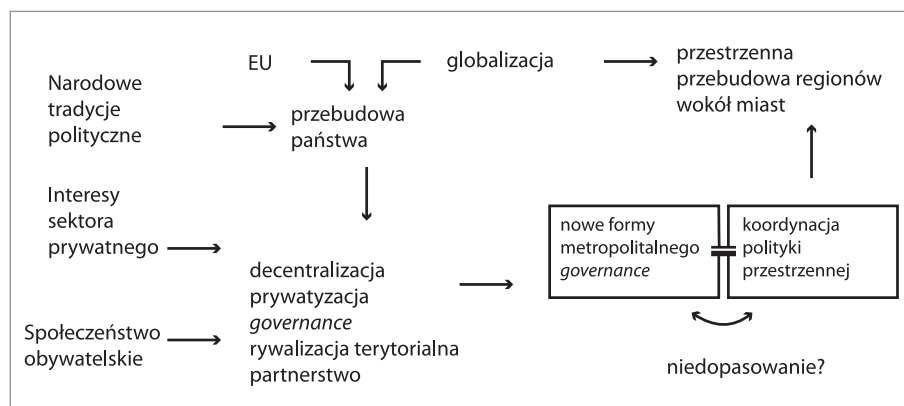 EU
globalizacja
przestrzenna
przebudowa regionów
wokół miast
Narodowe
tradycje
polityczne
przebudowa
państwa
Interesy
sektora
prywatnego
nowe formy
metropolitalnego
governance
koordynacja
polityki
przestrzennej
decentralizacja
prywatyzacja
governance
rywalizacja terytorialna
partnerstwo
Społeczeństwo
obywatelskie
niedopasowanie?